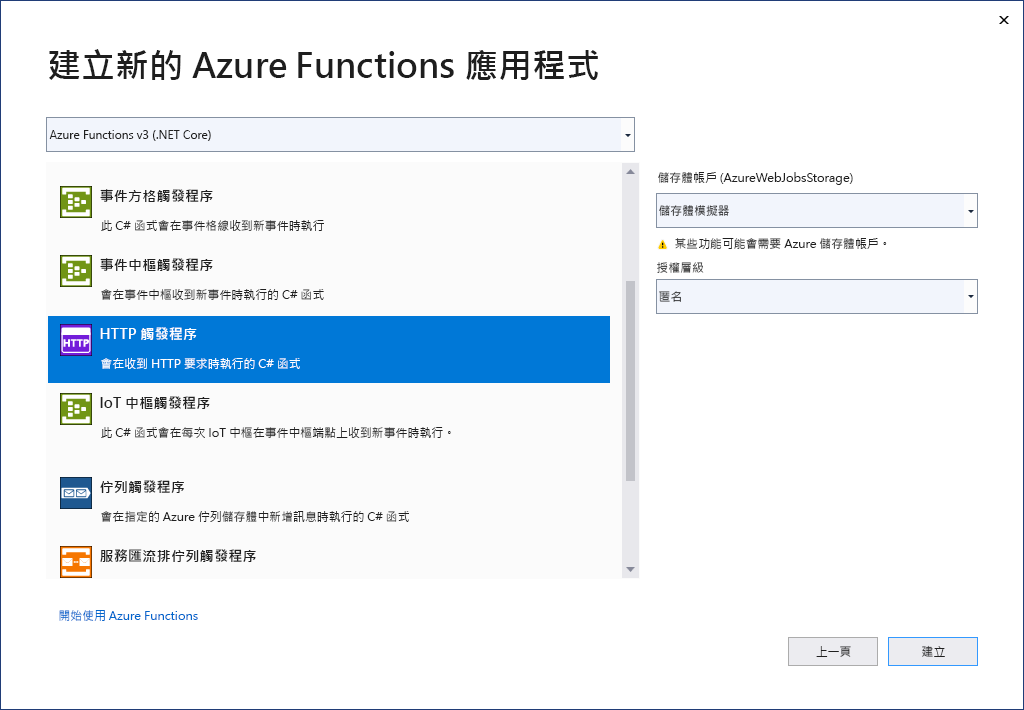 建立新的 Azure Functions 應用程式
Azure Functions v3 (.NET Core)
事件方格觸發程序
此 C# 函式會在事件格線收到新事件時執行
事件中樞觸發程序
會在事件中樞收到新事件時執行的 C# 函式
HTTP
HTTP 觸發程序
會在收到 HTTP 要求時執行的 C# 函式
IoT 中樞觸發程序
此 C# 函式會在每次 IoT 中樞在事件中樞端點上收到新事件時執行。
佇列觸發程序
會在指定的 Azure 佇列儲存體中新增訊息時執行的 C# 函式
服務匯流排佇列觸發程序
儲存體帳戶 (AzureWebJobsStorage)
儲存體模擬器
某些功能可能會需要 Azure 儲存體帳戶。
授權層級
匿名
開始使用 Azure Functions
上一頁
建立